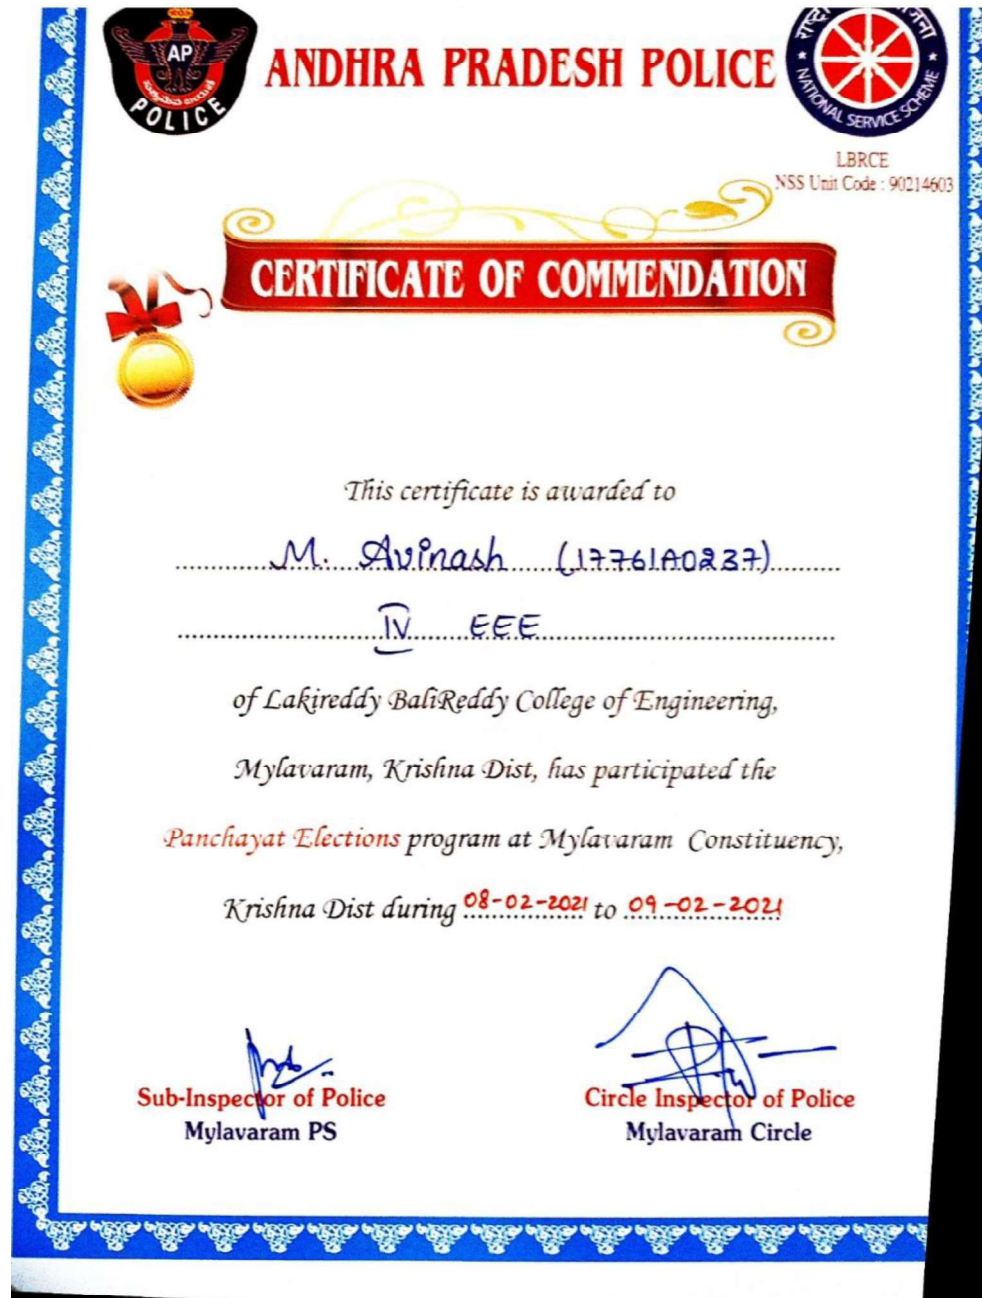 AP
POLICE
ANDHRA PRADESH POLICE
NATIONAL SERVICE SCHEME
LBRCE
NSS Unit Code : 90214603
CERTIFICATE OF COMMENDATION
This certificate is awarded to
M. Avinash (17761A0237)
IV EEE
of Lakireddy BaliReddy College of Engineering,
Mylavaram, Krishna Dist, has participated the
Panchayat Elections program at Mylavaram Constituency,
Krishna Dist during 08-02-2021 to 09-02-2021
Sub-Inspector of Police
Mylavaram PS
Circle Inspector of Police
Mylavaram Circle